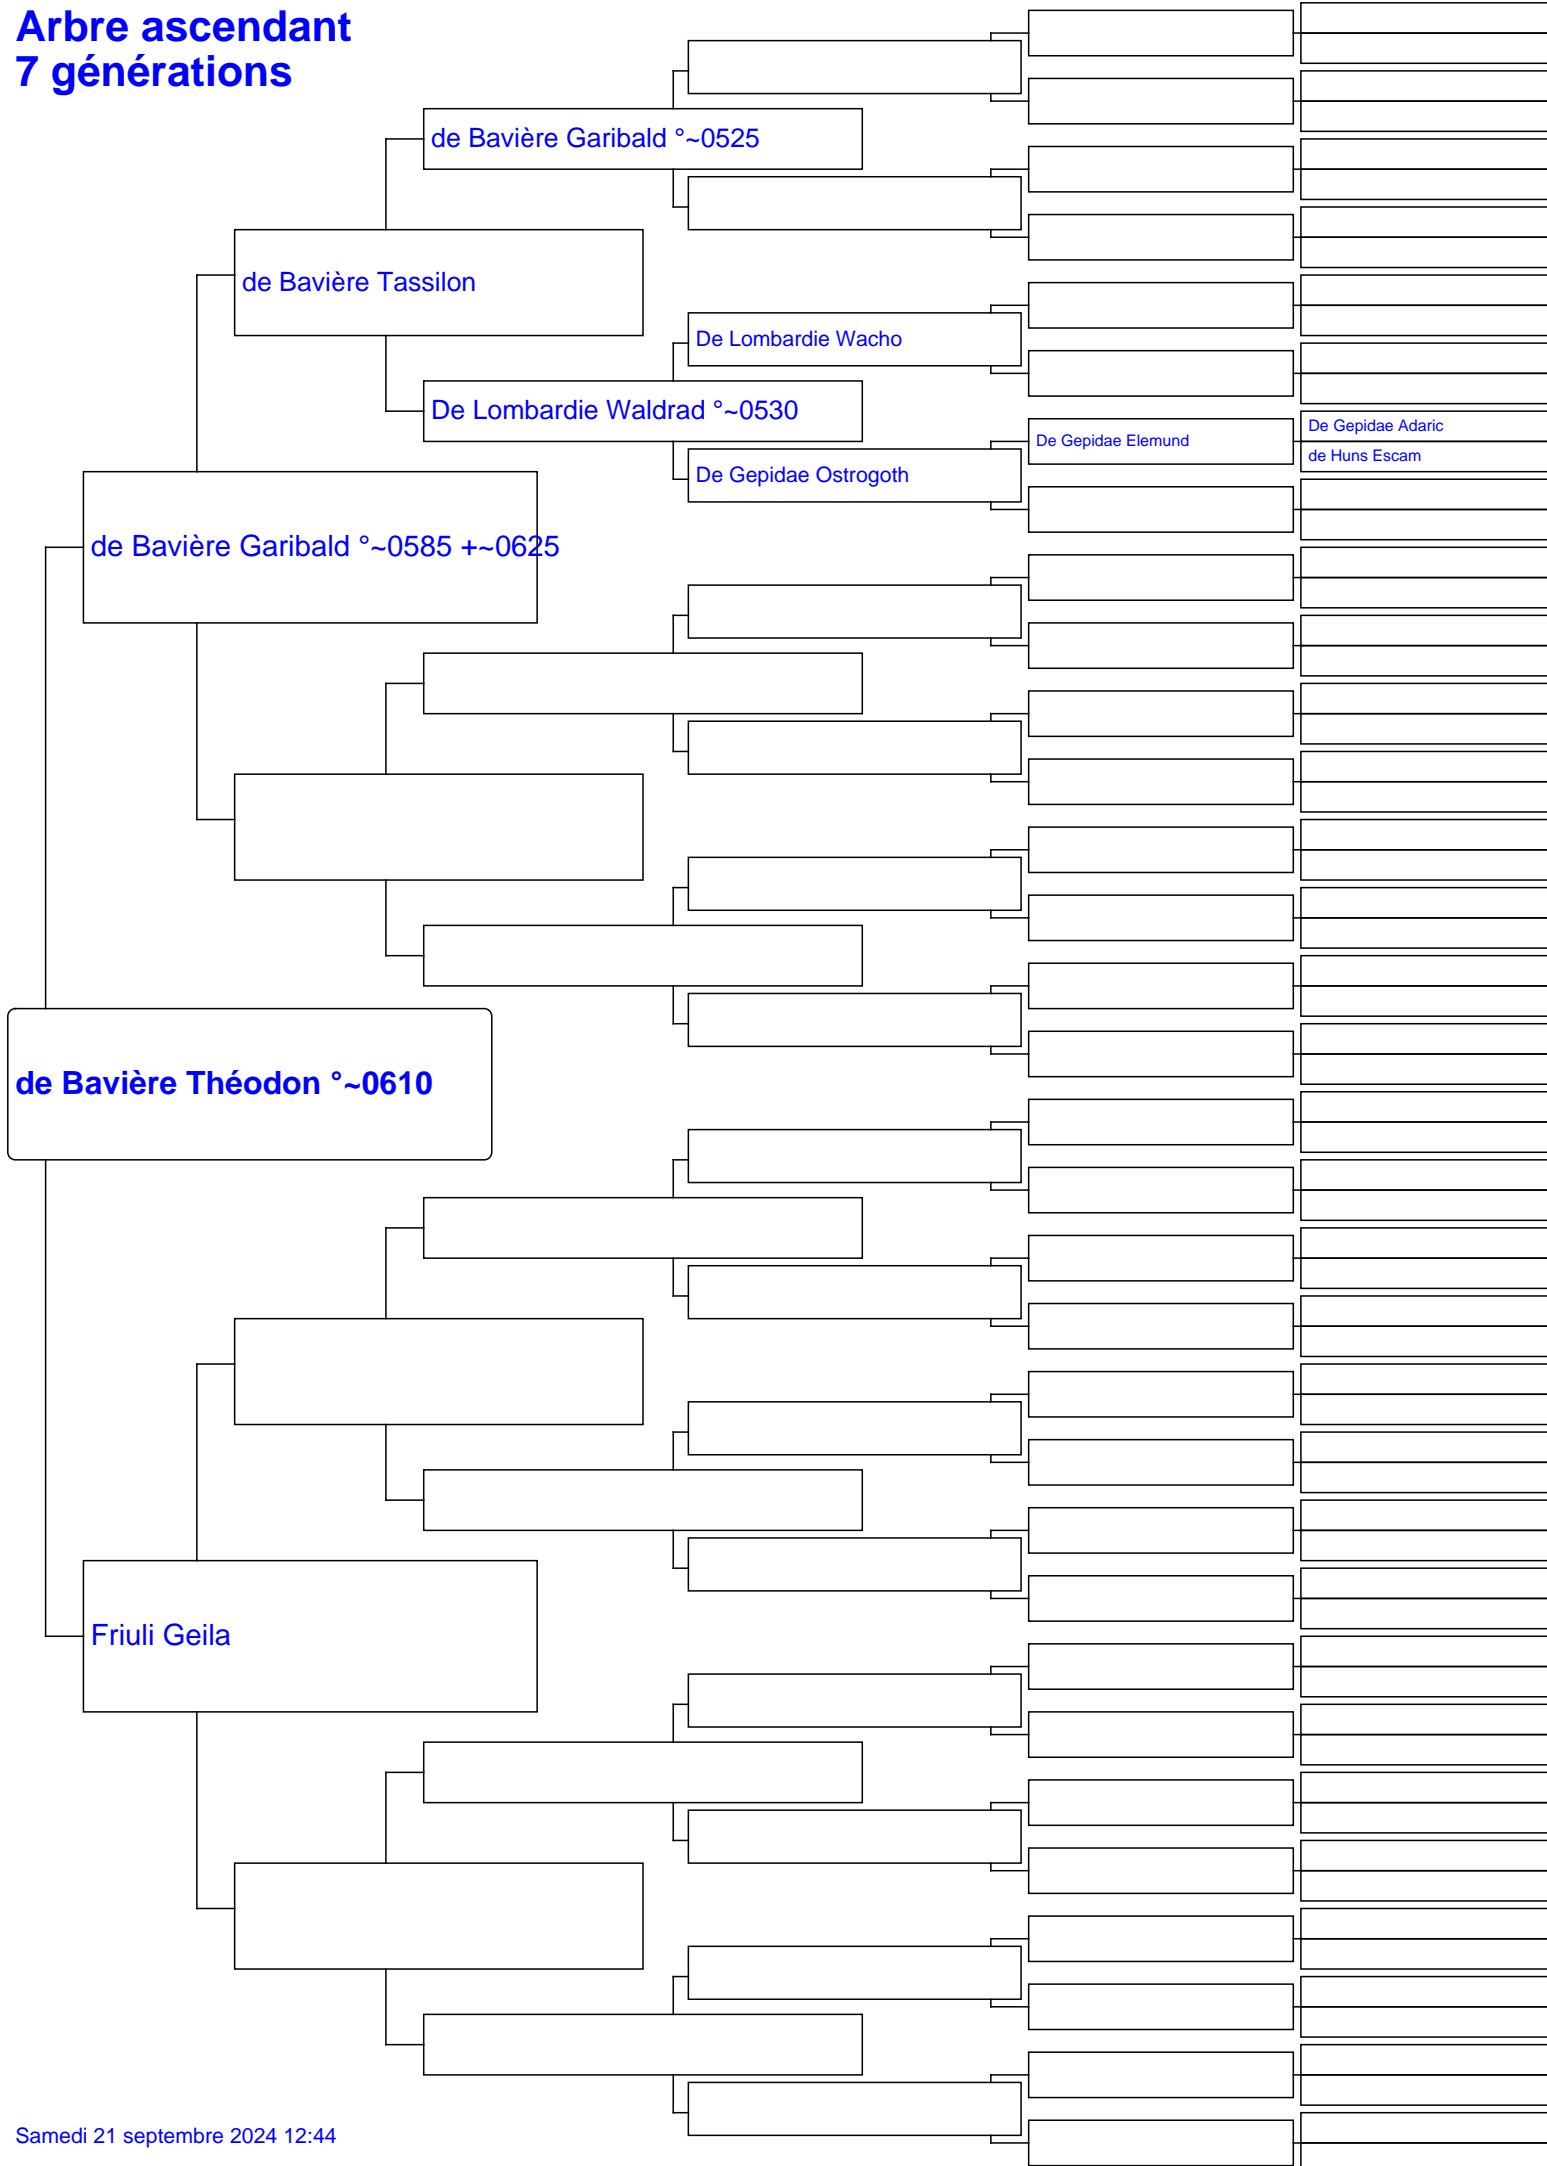 Arbre ascendant
7 générations
de Bavière Garibald °~0525
de Bavière Tassilon
De Lombardie Wacho
De Lombardie Waldrad °~0530
De Gepidae Adaric
De Gepidae Elemund
de Huns Escam
De Gepidae Ostrogoth
de Bavière Garibald °~0585 +~0625
de Bavière Théodon °~0610
Friuli Geila
Samedi 21 septembre 2024 12:44